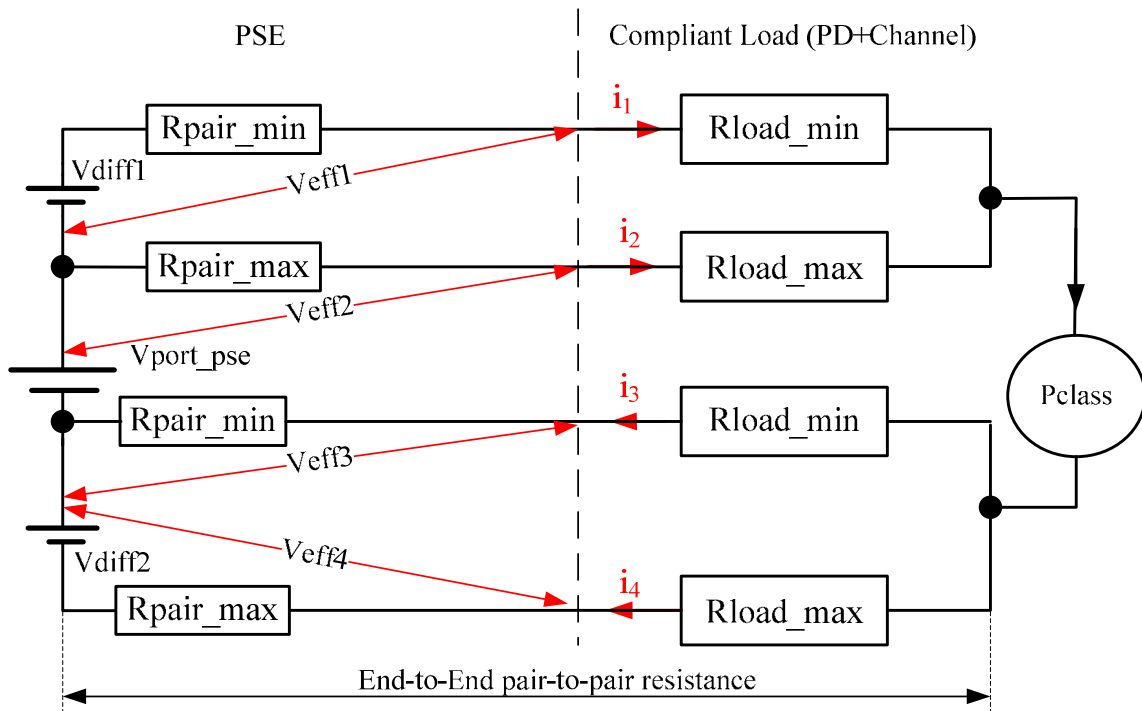 PSE
Compliant Load (PD+Channel)
Rpair_min
i1
Rload_min
Vdiff1
Veff1
Rpair_max
i2
Rload_max
Veff2
Vport_pse
Rpair_min
i3
Rload_min
Pclass
Veff3
Vdiff2
Veff4
Rpair_max
i4
Rload_max
End-to-End pair-to-pair resistance